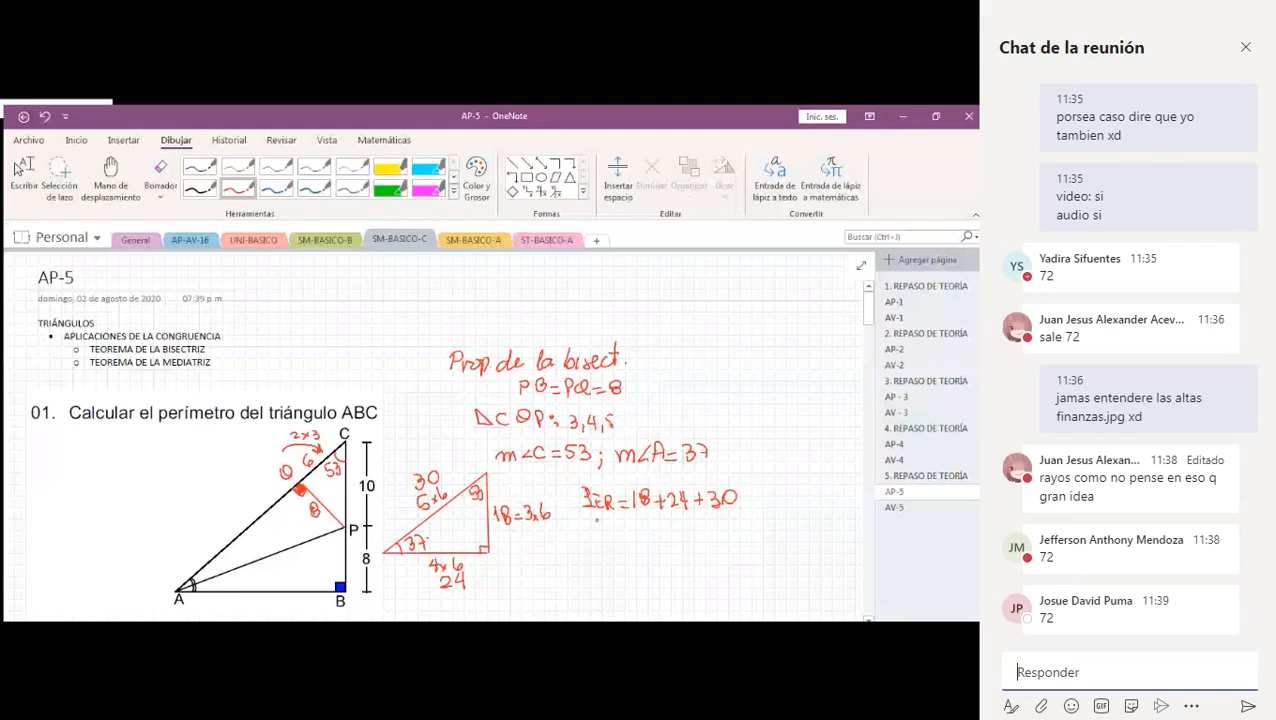 AP-5 - OneNote
Inic. ses.
Archivo Inicio Insertar Dibujar Historial Revisar Vista Matemáticas
Escribir
Selección de lazo
Mano de desplazamiento
Borrador
Color y Grosor
Insertar espacio
Eliminar
Organizar
Girar
Entrada de lápiz a texto
Entrada de lápiz a matemáticas
Herramientas Formas Editar Convertir
Personal General AP-AV-16 UNI-BASICO SM-BASICO-B SM-BASICO-C SM-BASICO-A ST-BASICO-A
Buscar (Ctrl+J)
AP-5
domingo, 02 de agosto de 2020 07:39 p.m.
TRIÁNGULOS
APLICACIONES DE LA CONGRUENCIA
TEOREMA DE LA BISECTRIZ
TEOREMA DE LA MEDIATRIZ
01. Calcular el perímetro del triángulo ABC
2x3
C
Q
6
53
10
8
P
8
A
B
30
5x6
53
18=3x6
37
4x6
24
Prop de la bisect.
PB=PQ=8
△CQP: 3,4,5
m∠C=53; m∠A=37
=18+24+30
Agregar página
1. REPASO DE TEORÍA
AP-1
AV-1
2. REPASO DE TEORÍA
AP-2
AV-2
3. REPASO DE TEORÍA
AP - 3
AV - 3
4. REPASO DE TEORÍA
AP-4
AV-4
5. REPASO DE TEORÍA
AP-5
AV-5
Chat de la reunión
11:35
porsea caso dire que yo
tambien xd
11:35
video: si
audio si
YS
Yadira Sifuentes 11:35
72
Juan Jesus Alexander Acev... 11:36
sale 72
11:36
jamas entendere las altas
finanzas.jpg xd
Juan Jesus Alexan... 11:38 Editado
rayos como no pense en eso q
gran idea
JM
Jefferson Anthony Mendoza 11:38
72
JP
Josue David Puma 11:39
72
Responder
GIF